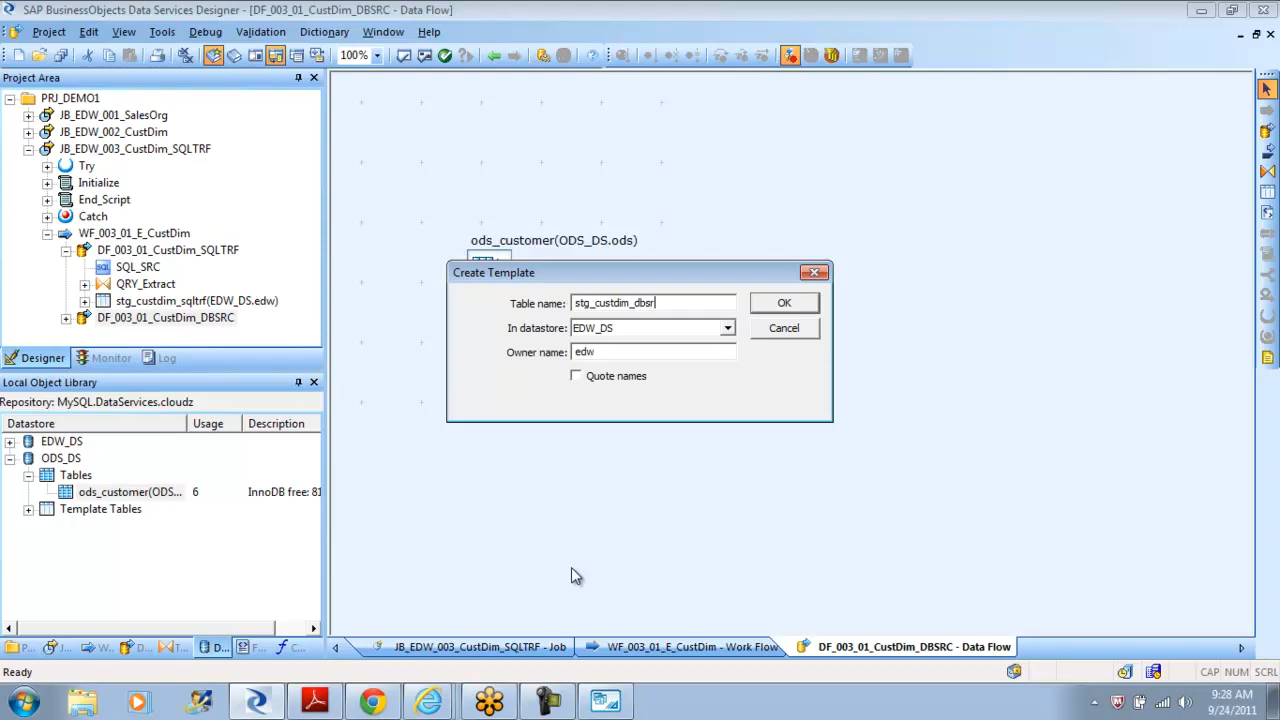 SAP BusinessObjects Data Services Designer - [DF_003_01_CustDim_DBSRC - Data Flow]
Project Edit View Tools Debug Validation Dictionary Window Help
100%
Project Area
PRJ_DEMO1
JB_EDW_001_SalesOrg
JB_EDW_002_CustDim
JB_EDW_003_CustDim_SQLTRF
Try
Initialize
End_Script
Catch
WF_003_01_E_CustDim
DF_003_01_CustDim_SQLTRF
SQL_SRC
QRY_Extract
stg_custdim_sqltrf(EDW_DS.edw)
DF_003_01_CustDim_DBSRC
Designer Monitor Log
Local Object Library
Repository: MySQL.DataServices.cloudz
Datastore Usage Description
EDW_DS
ODS_DS
Tables
ods_customer(ODS... 6 InnoDB free: 81
Template Tables
P... J... W... D... T... D... F... C...
ods_customer(ODS_DS.ods)
Create Template
Table name: stg_custdim_dbsr OK
In datastore: EDW_DS Cancel
Owner name: edw
Quote names
JB_EDW_003_CustDim_SQLTRF - Job WF_003_01_E_CustDim - Work Flow DF_003_01_CustDim_DBSRC - Data Flow
Ready CAP NUM SCRL
9:28 AM
9/24/2011